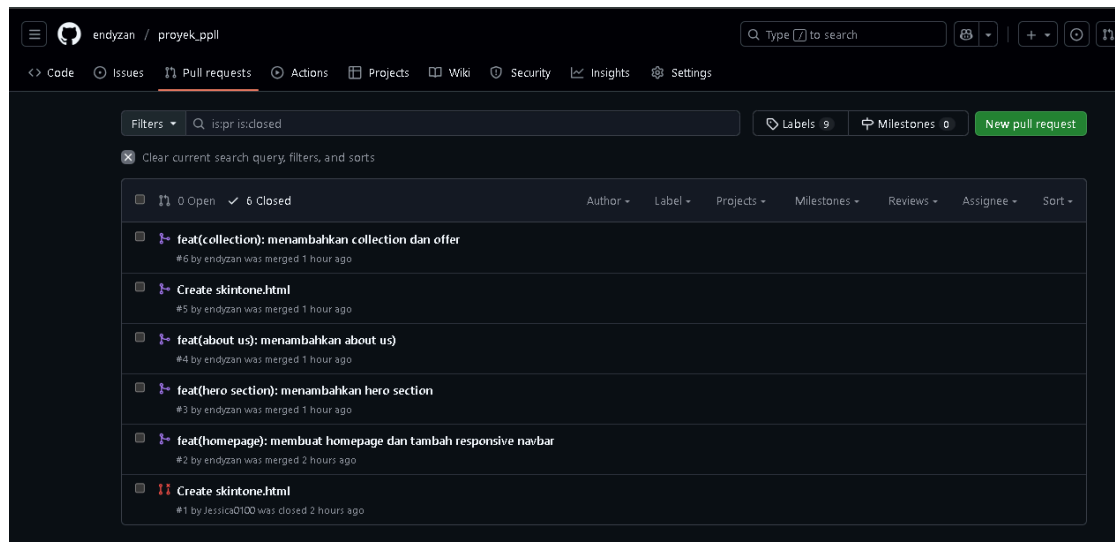 endyzan / proyek_ppll
Type / to search
Code Issues Pull requests Actions Projects Wiki Security Insights Settings
Filters is:pr is:closed Labels 9 Milestones 0 New pull request
Clear current search query, filters, and sorts
0 Open 6 Closed Author Label Projects Milestones Reviews Assignee Sort
feat(collection): menambahkan collection dan offer
#6 by endyzan was merged 1 hour ago
Create skintone.html
#5 by endyzan was merged 1 hour ago
feat(about us): menambahkan about us)
#4 by endyzan was merged 1 hour ago
feat(hero section): menambahkan hero section
#3 by endyzan was merged 1 hour ago
feat(homepage): membuat homepage dan tambah responsive navbar
#2 by endyzan was merged 2 hours ago
Create skintone.html
#1 by Jessica0100 was closed 2 hours ago